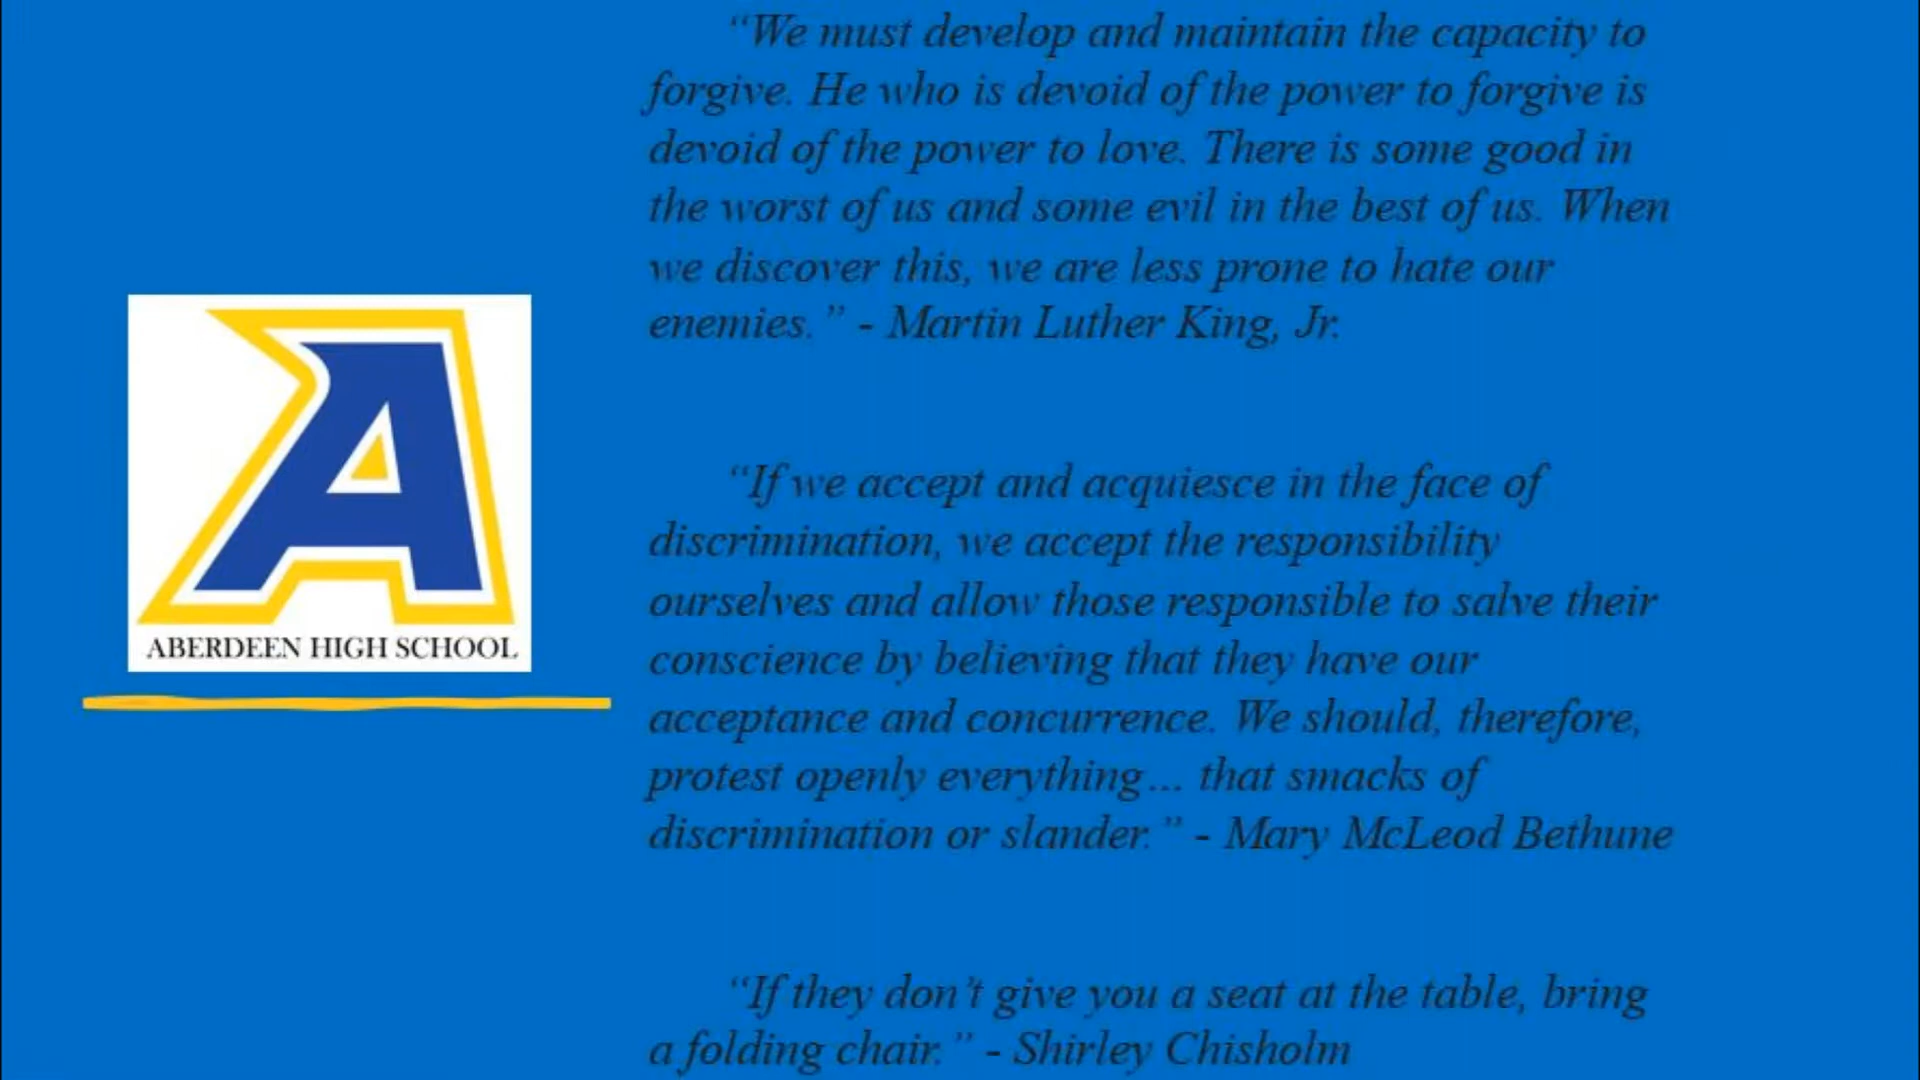 “We must develop and maintain the capacity to
forgive. He who is devoid of the power to forgive is
devoid of the power to love. There is some good in
the worst of us and some evil in the best of us. When
we discover this, we are less prone to hate our
enemies.” - Martin Luther King, Jr.
“If we accept and acquiesce in the face of
discrimination, we accept the responsibility
ourselves and allow those responsible to salve their
conscience by believing that they have our
acceptance and concurrence. We should, therefore,
protest openly everything... that smacks of
discrimination or slander.” - Mary McLeod Bethune
“If they don’t give you a seat at the table, bring
a folding chair.” - Shirley Chisholm
A
ABERDEEN HIGH SCHOOL